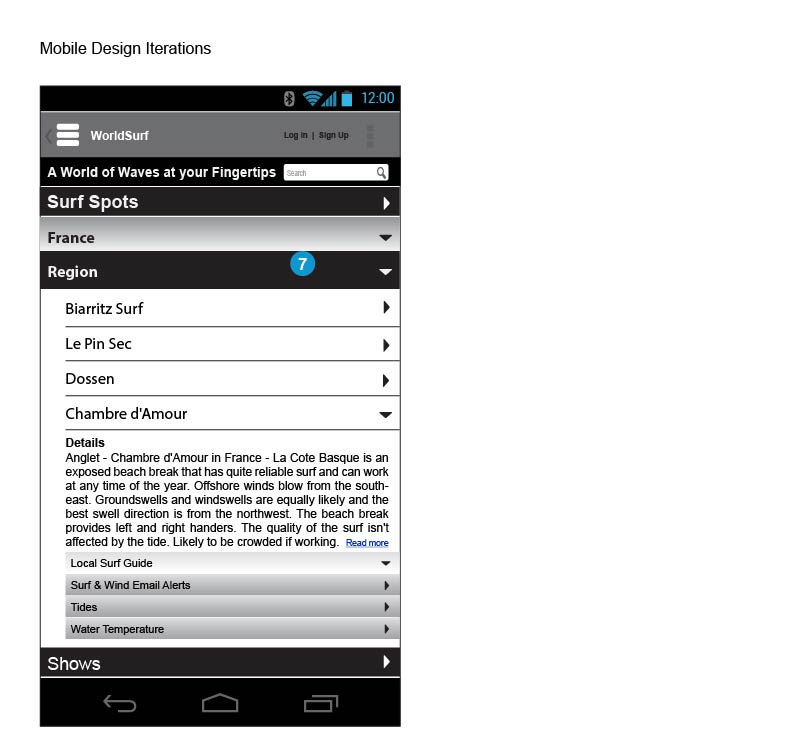 Mobile Design Iterations
12:00
WorldSurf
Log In | Sign Up
A World of Waves at your Fingertips
Search
Surf Spots
France
7
Region
Biarritz Surf
Le Pin Sec
Dossen
Chambre d'Amour
Details
Anglet - Chambre d'Amour in France - La Cote Basque is an
exposed beach break that has quite reliable surf and can work
at any time of the year. Offshore winds blow from the south-
east. Groundswells and windswells are equally likely and the
best swell direction is from the northwest. The beach break
provides left and right handers. The quality of the surf isn't
affected by the tide. Likely to be crowded if working. Read more
Local Surf Guide
Surf & Wind Email Alerts
Tides
Water Temperature
Shows